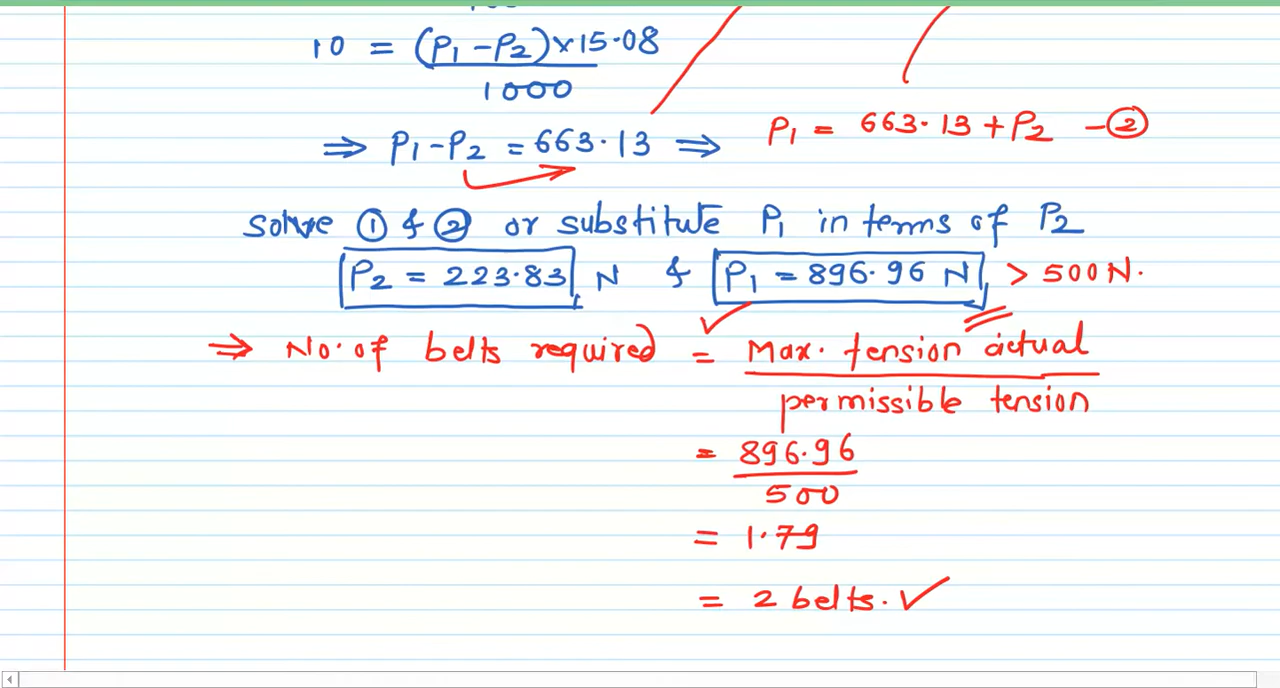 10 = (P1 - P2) × 15.08
1000
⇒ P1 - P2 = 663.13 ⇒ P1 = 663.13 + P2 - ②
Solve ① & ② or substitute P1 in terms of P2
P2 = 223.83 N & P1 = 896.96 N > 500 N.
⇒ No. of belts required = Max. tension actual
permissible tension
= 896.96
500
= 1.79
= 2 belts. ✓